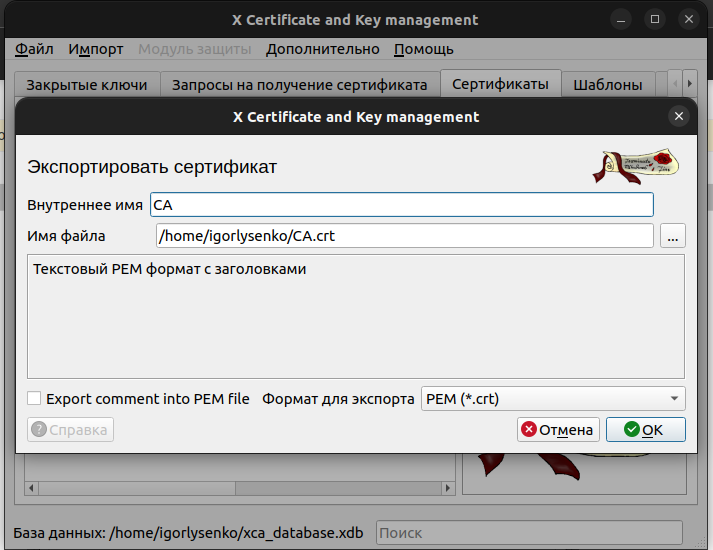 X Certificate and Key management
Файл Импорт Модуль защиты Дополнительно Помощь
Закрытые ключи Запросы на получение сертификата Сертификаты Шаблоны
X Certificate and Key management
Экспортировать сертификат
Внутреннее имя CA
Имя файла /home/igorlysenko/CA.crt ...
Текстовый PEM формат с заголовками
Export comment into PEM file Формат для экспорта PEM (*.crt)
Справка Отмена OK
База данных: /home/igorlysenko/xca_database.xdb Поиск